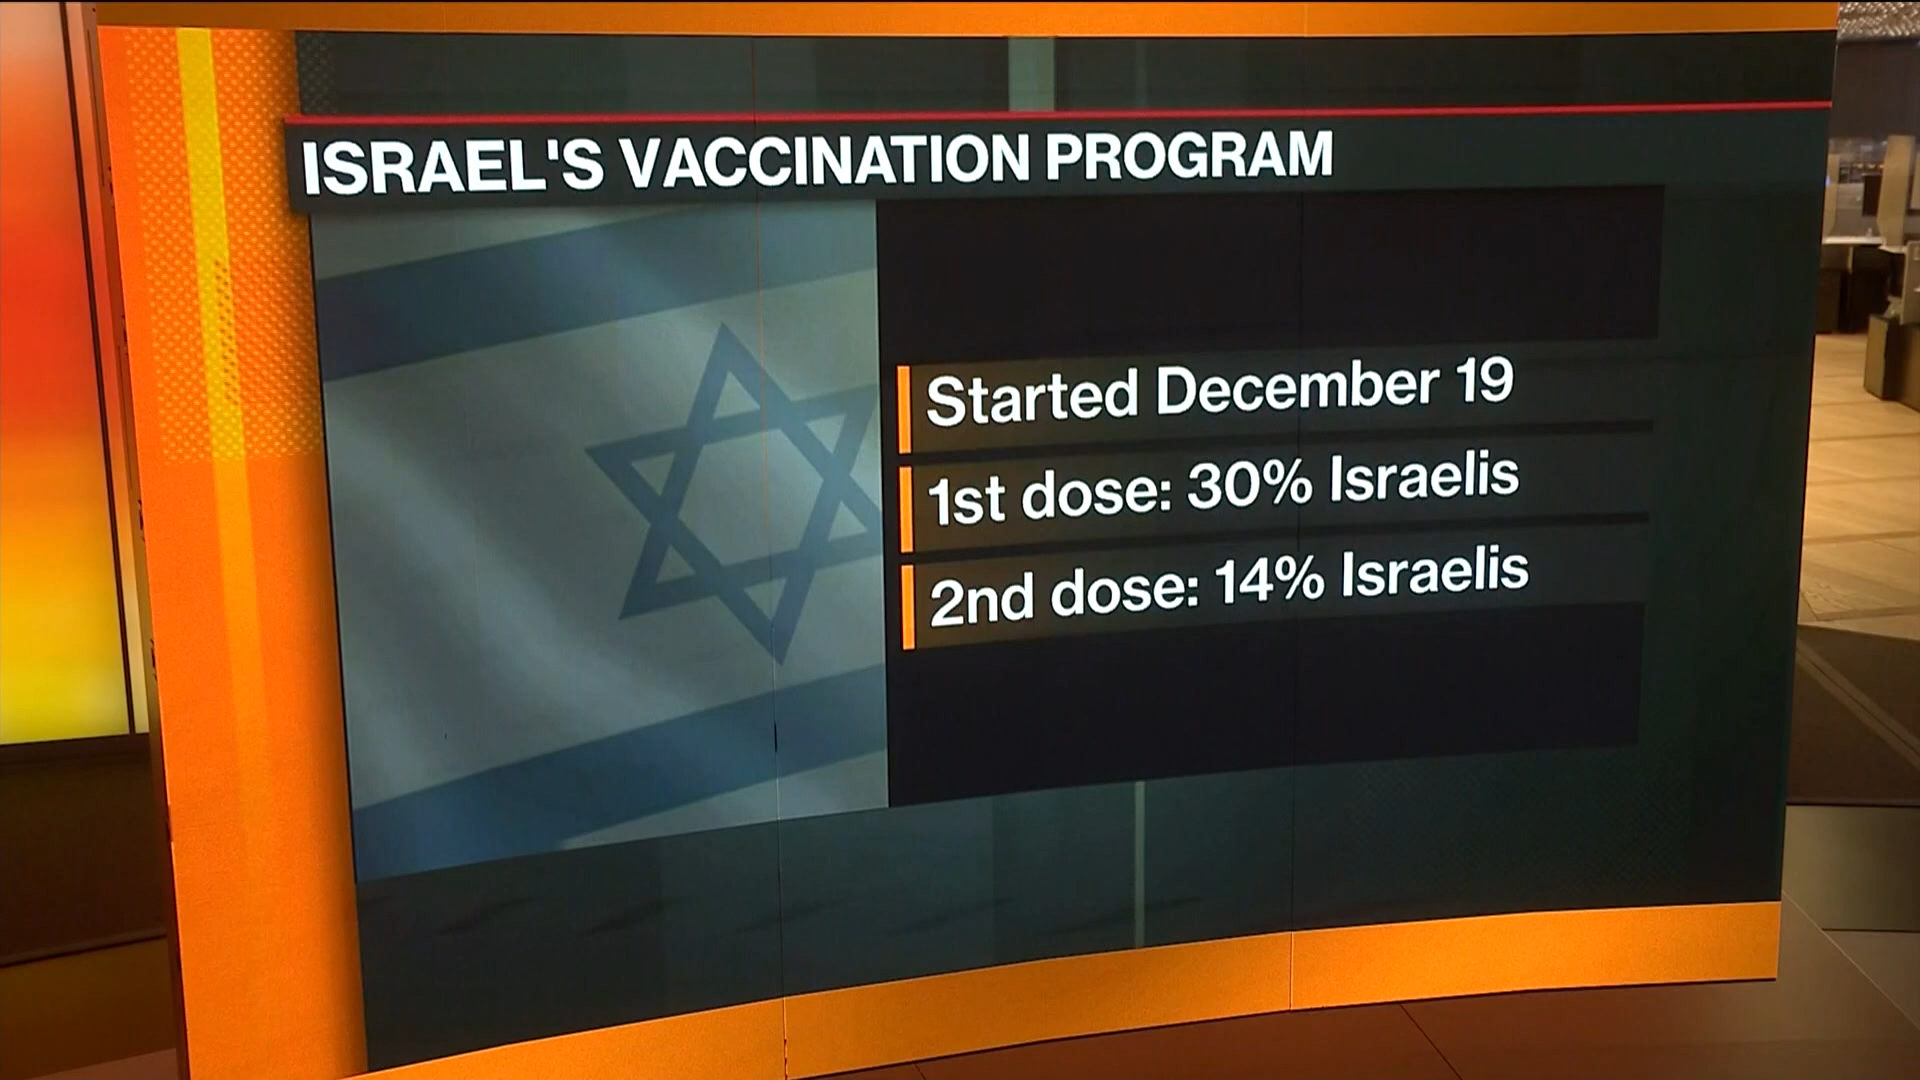 ISRAEL'S VACCINATION PROGRAM
Started December 19
1st dose: 30% Israelis
2nd dose: 14% Israelis